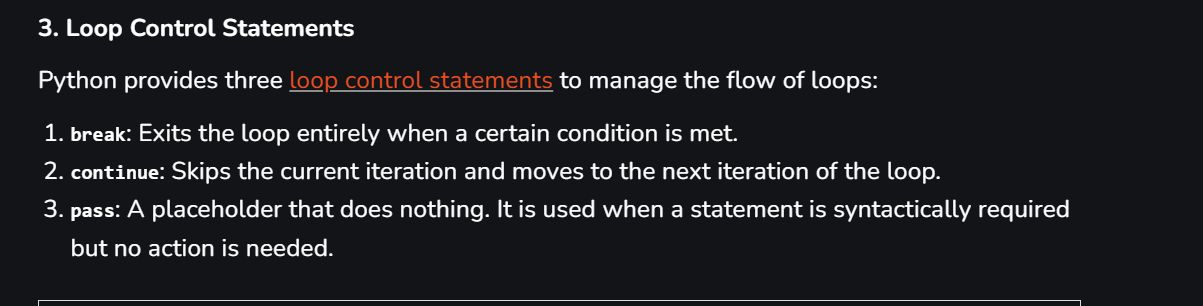 3. Loop Control Statements
Python provides three loop control statements to manage the flow of loops:
1. break: Exits the loop entirely when a certain condition is met.
2. continue: Skips the current iteration and moves to the next iteration of the loop.
3. pass: A placeholder that does nothing. It is used when a statement is syntactically required
but no action is needed.